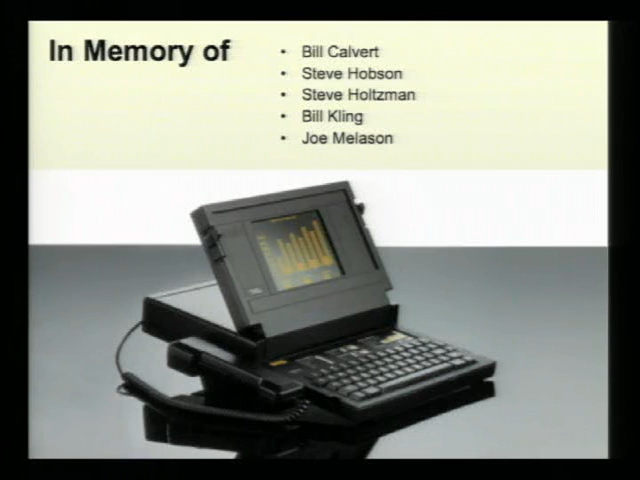 In Memory of
• Bill Calvert
• Steve Hobson
• Steve Holtzman
• Bill Kling
• Joe Melason